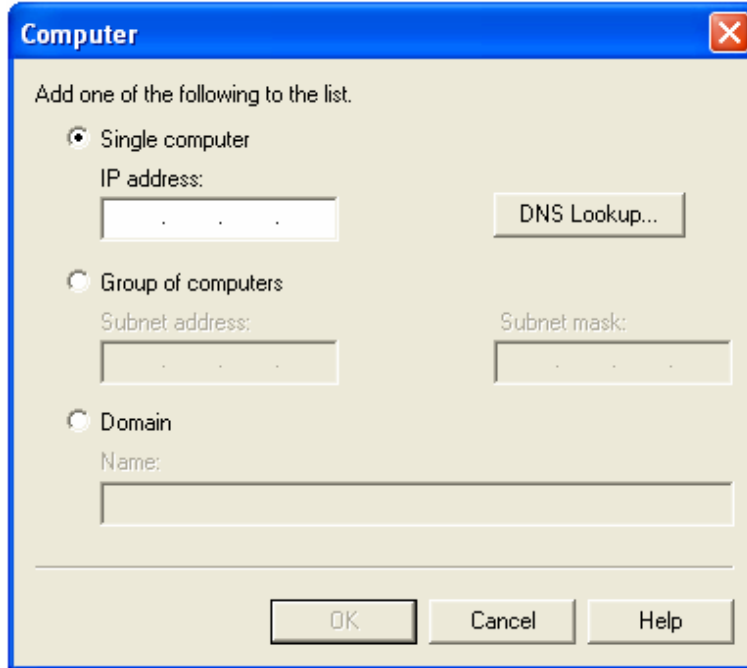 Computer
Add one of the following to the list.
Single computer
IP address:
. . .
DNS Lookup...
Group of computers
Subnet address: Subnet mask:
. . . . . .
Domain
Name:
OK Cancel Help